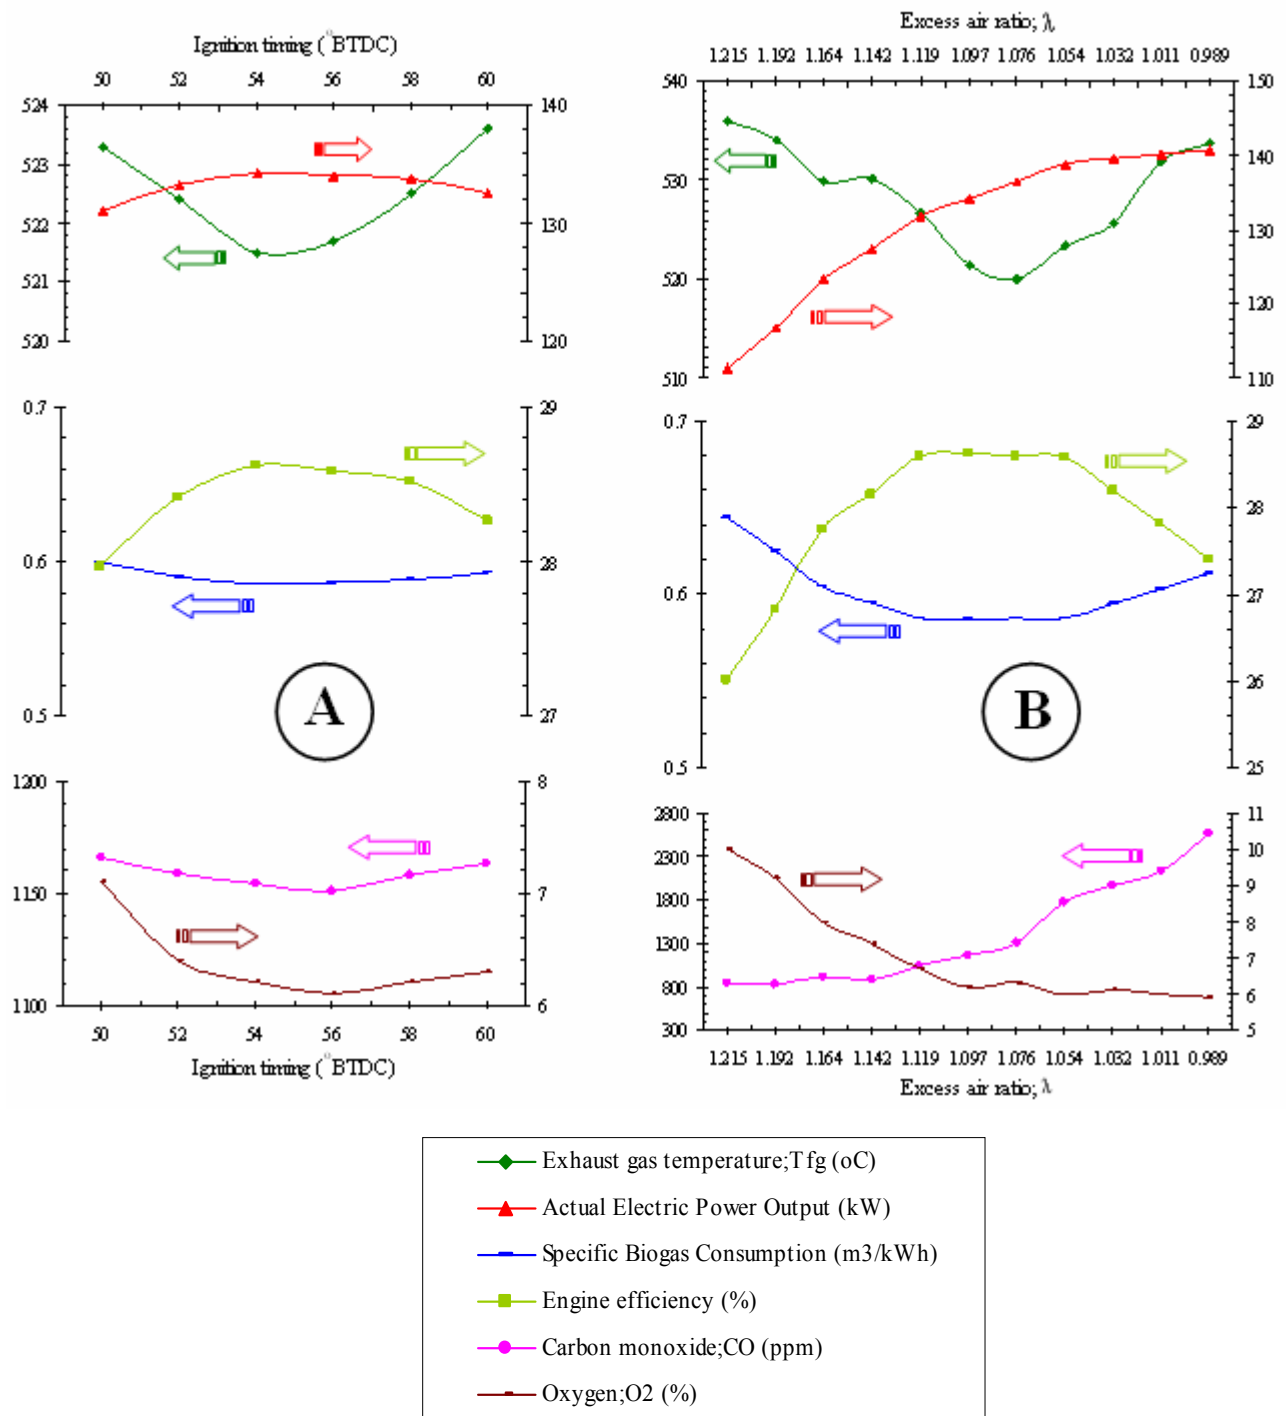 Ignition timing (°BTDC)
50 52 54 56 58 60
524 140
523
522 130
521
520 120
0.7 29
0.6 28
0.5 27
A
1200 8
1150 7
1100 6
50 52 54 56 58 60
Ignition timing (°BTDC)
Excess air ratio; λ
1.215 1.192 1.164 1.142 1.119 1.097 1.076 1.054 1.032 1.011 0.989
540 150
530 140
130
520 120
510 110
0.7 29
28
0.6 27
26
0.5 25
B
2800 11
2300 10
1800 9
8
1300 7
800 6
300 5
1.215 1.192 1.164 1.142 1.119 1.097 1.076 1.054 1.032 1.011 0.989
Excess air ratio; λ
Exhaust gas temperature;Tfg (oC)
Actual Electric Power Output (kW)
Specific Biogas Consumption (m3/kWh)
Engine efficiency (%)
Carbon monoxide;CO (ppm)
Oxygen;O2 (%)